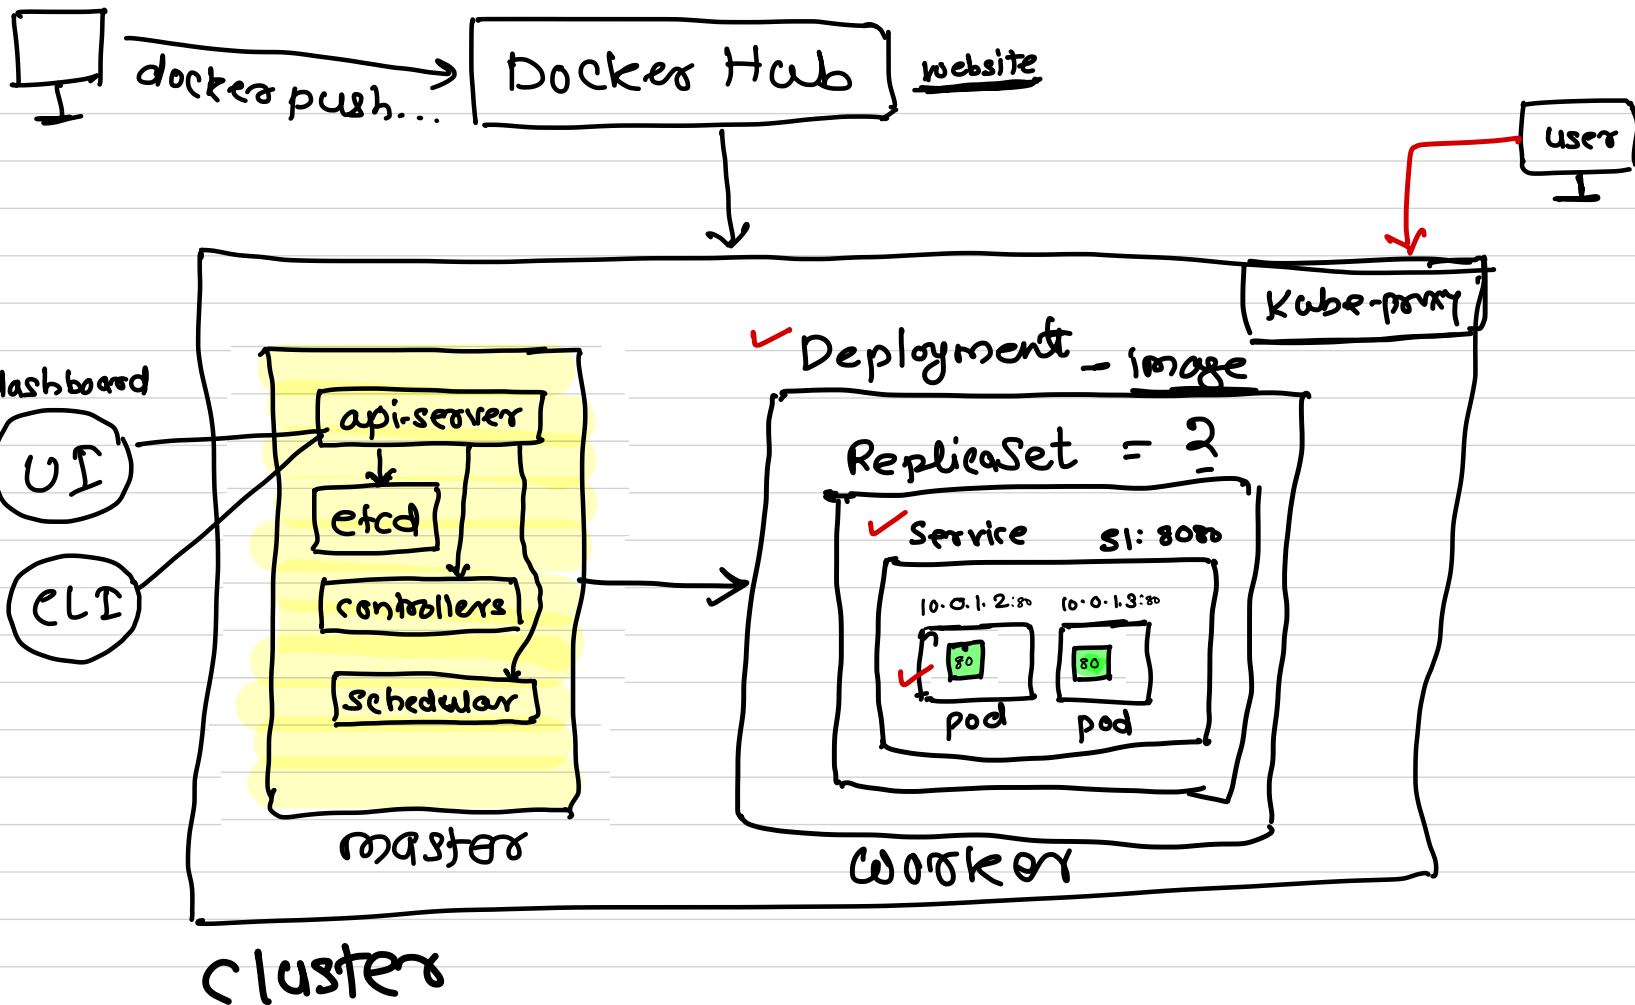 docker push...
Docker Hub
website
user
Kube-proxy
Deployment - image
dashboard
UI
CLI
api-server
etcd
controllers
schedular
master
ReplicaSet = 2
Service S1: 8080
10.0.1.2:80 10.0.1.3:80
80 80
pod pod
worker
cluster